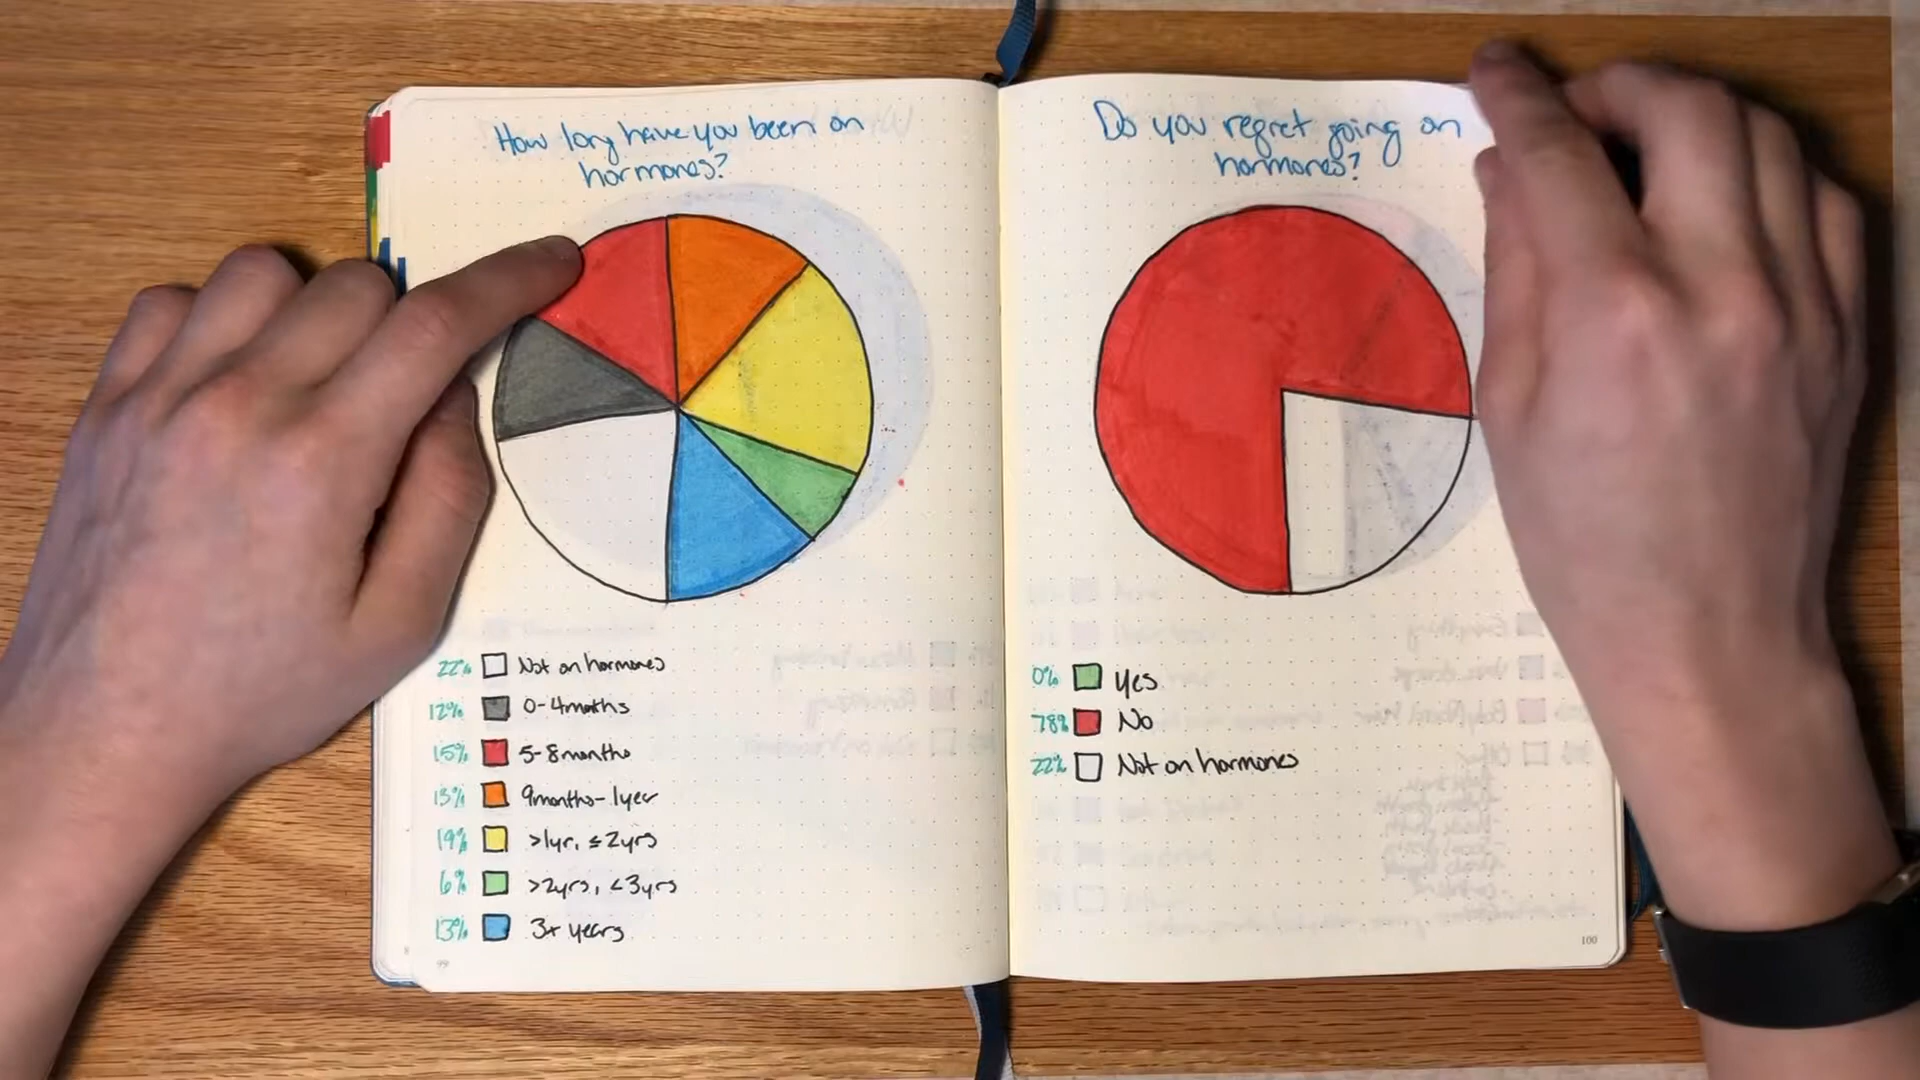 How long have you been on
hormones?
22% Not on hormones
12% 0-4months
15% 5-8months
13% 9months-1year
19% >1yr, ≤2yrs
6% >2yrs, <3yrs
13% 3+ years
99
Do you regret going on
hormones?
0% Yes
78% No
22% Not on hormones
100